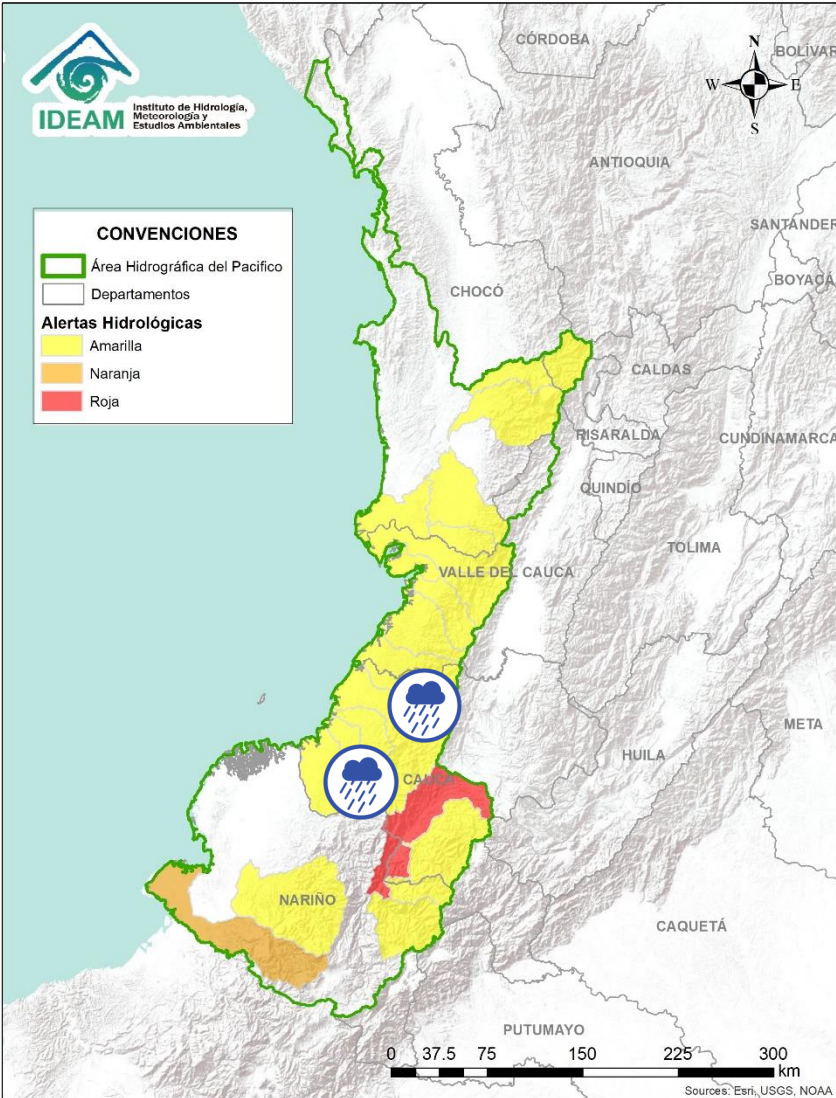 IDEAM
Instituto de Hidrología,
Meteorología y
Estudios Ambientales
N
W
E
S
CÓRDOBA
BOLÍVAR
ANTIOQUIA
SANTANDER
BOYACÁ
CONVENCIONES
Área Hidrográfica del Pacifico
Departamentos
Alertas Hidrológicas
Amarilla
Naranja
Roja
CHOCÓ
CALDAS
RISARALDA
CUNDINAMARCA
QUINDÍO
TOLIMA
VALLE DEL CAUCA
META
HUILA
CAUCA
NARIÑO
CAQUETÁ
PUTUMAYO
0 37.5 75 150 225 300
km
Sources: Esri, USGS, NOAA